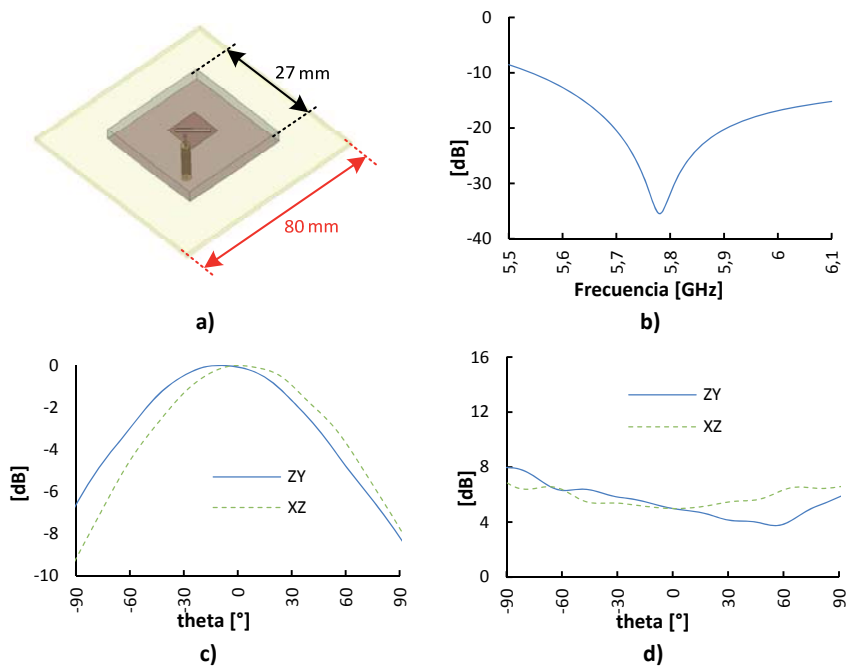 27 mm
80 mm
a)
[dB]
0
-10
-20
-30
-40
5,5
5,6
5,7
5,8
5,9
6
6,1
Frecuencia [GHz]
b)
[dB]
0
-2
-4
-6
-8
-10
ZY
XZ
-90
-60
-30
0
30
60
90
theta [°]
c)
[dB]
16
12
8
4
0
ZY
XZ
-90
-60
-30
0
30
60
90
theta [°]
d)